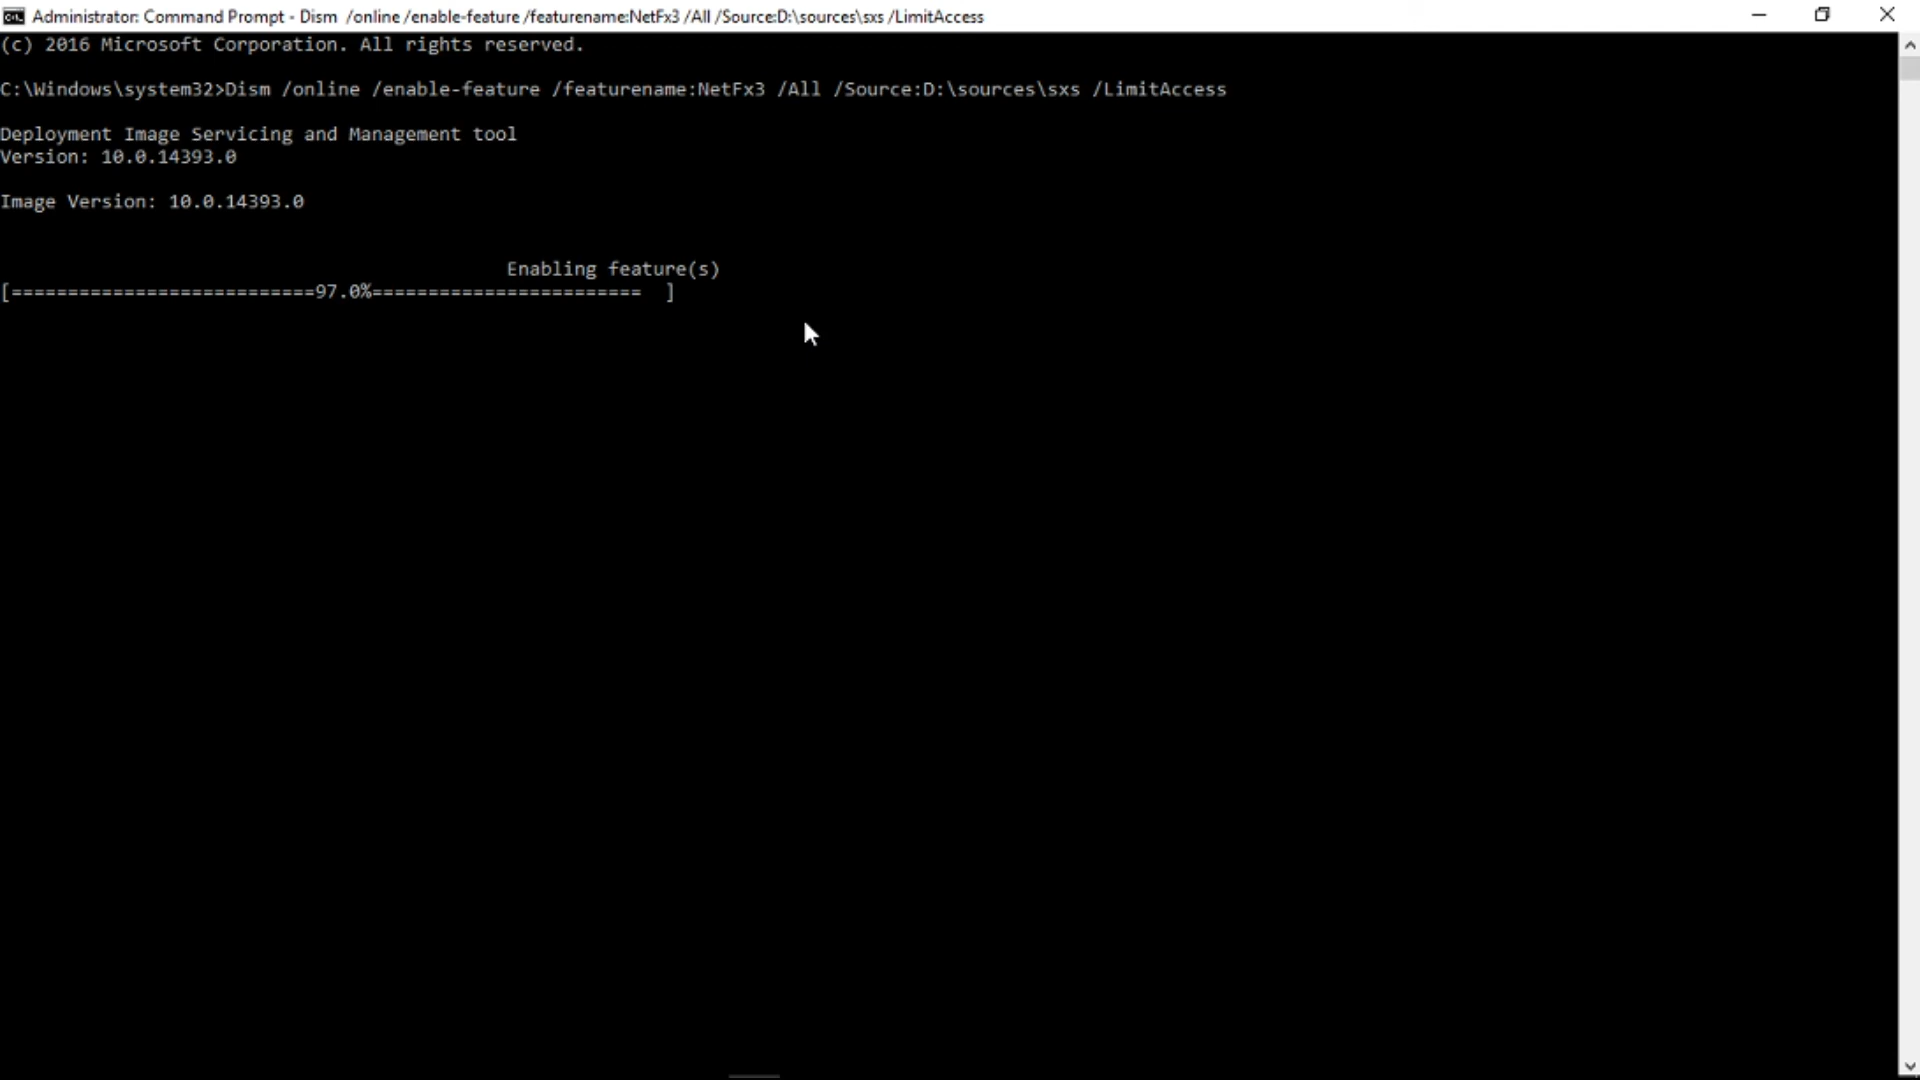 Administrator: Command Prompt - Dism  /online /enable-feature /featurename:NetFx3 /All /Source:D:\sources\sxs /LimitAccess
(c) 2016 Microsoft Corporation. All rights reserved.
C:\Windows\system32>Dism /online /enable-feature /featurename:NetFx3 /All /Source:D:\sources\sxs /LimitAccess
Deployment Image Servicing and Management tool
Version: 10.0.14393.0
Image Version: 10.0.14393.0
Enabling feature(s)
[===========================97.0%========================  ]